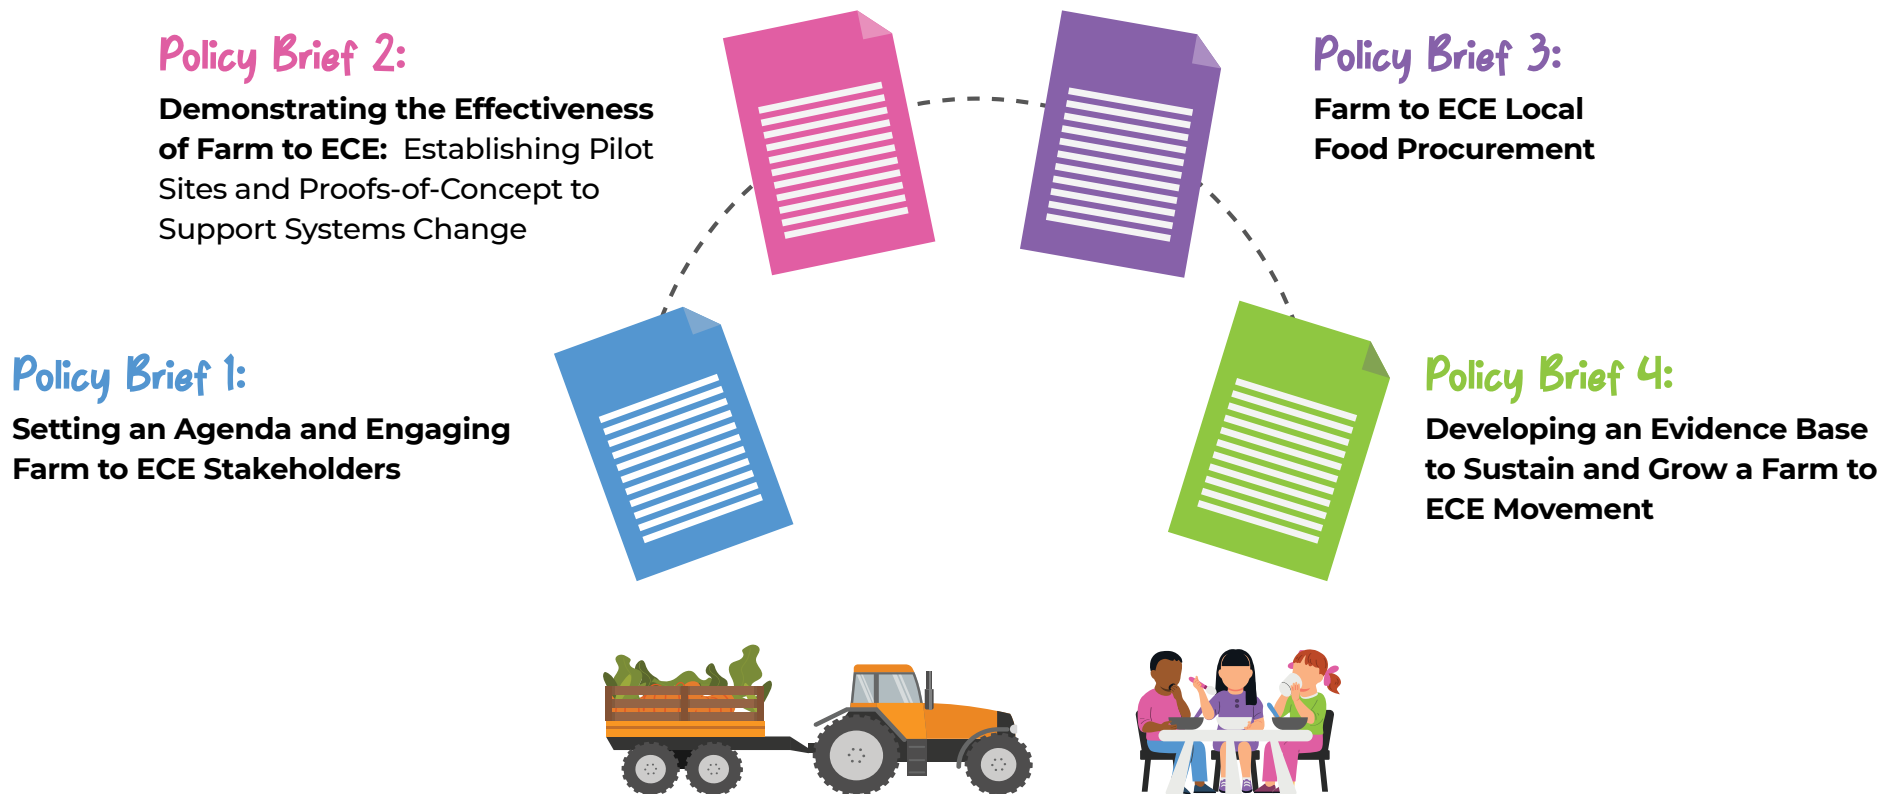 Policy Brief 1:
Setting an Agenda and Engaging
Farm to ECE Stakeholders
Policy Brief 2:
Demonstrating the Effectiveness
of Farm to ECE: Establishing Pilot
Sites and Proofs-of-Concept to
Support Systems Change
Policy Brief 3:
Farm to ECE Local
Food Procurement
Policy Brief 4:
Developing an Evidence Base
to Sustain and Grow a Farm to
ECE Movement